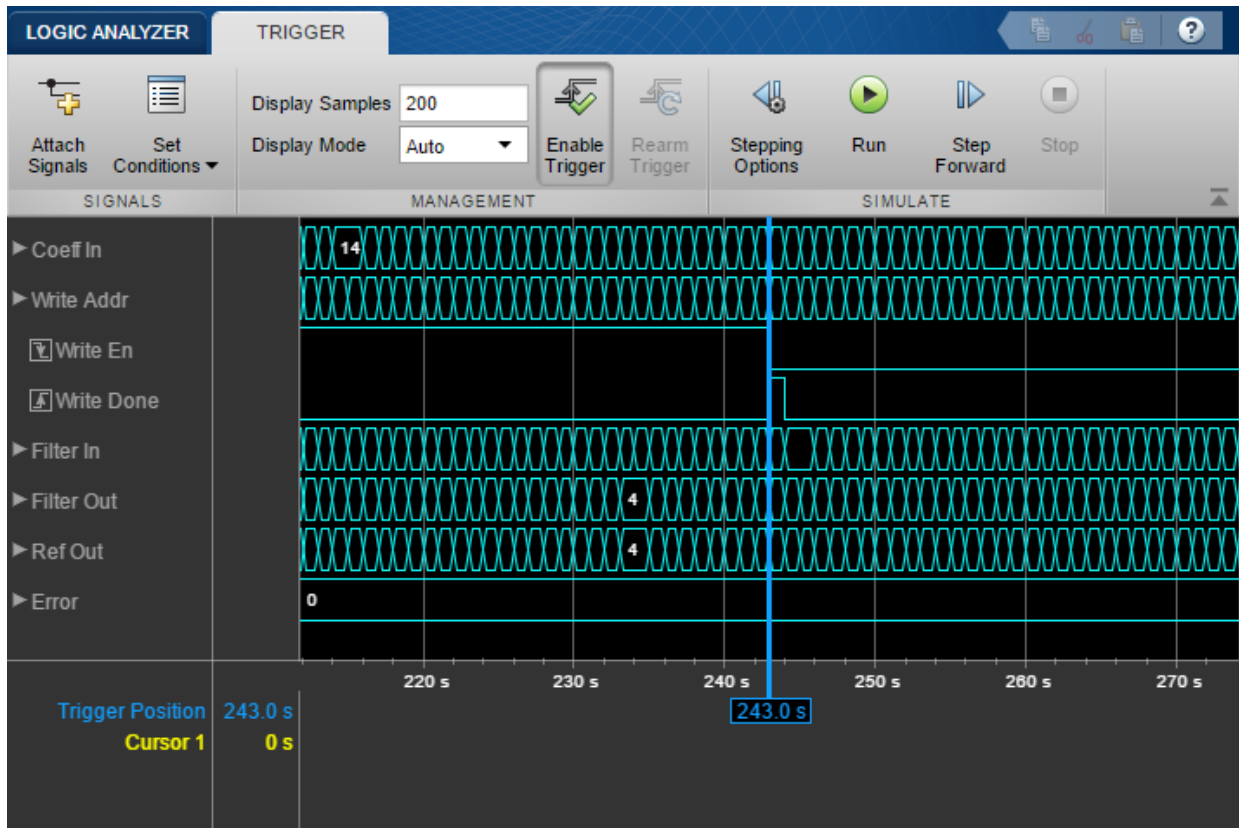 LOGIC ANALYZER TRIGGER ?
Display Samples 200
Display Mode Auto
Attach Signals
Set Conditions
Enable Trigger
Rearm Trigger
Stepping Options
Run
Step Forward
Stop
SIGNALS MANAGEMENT SIMULATE
Coeff In 14
Write Addr
Write En
Write Done
Filter In
Filter Out 4
Ref Out 4
Error 0
220 s 230 s 240 s 250 s 260 s 270 s
Trigger Position 243.0 s 243.0 s
Cursor 1 0 s